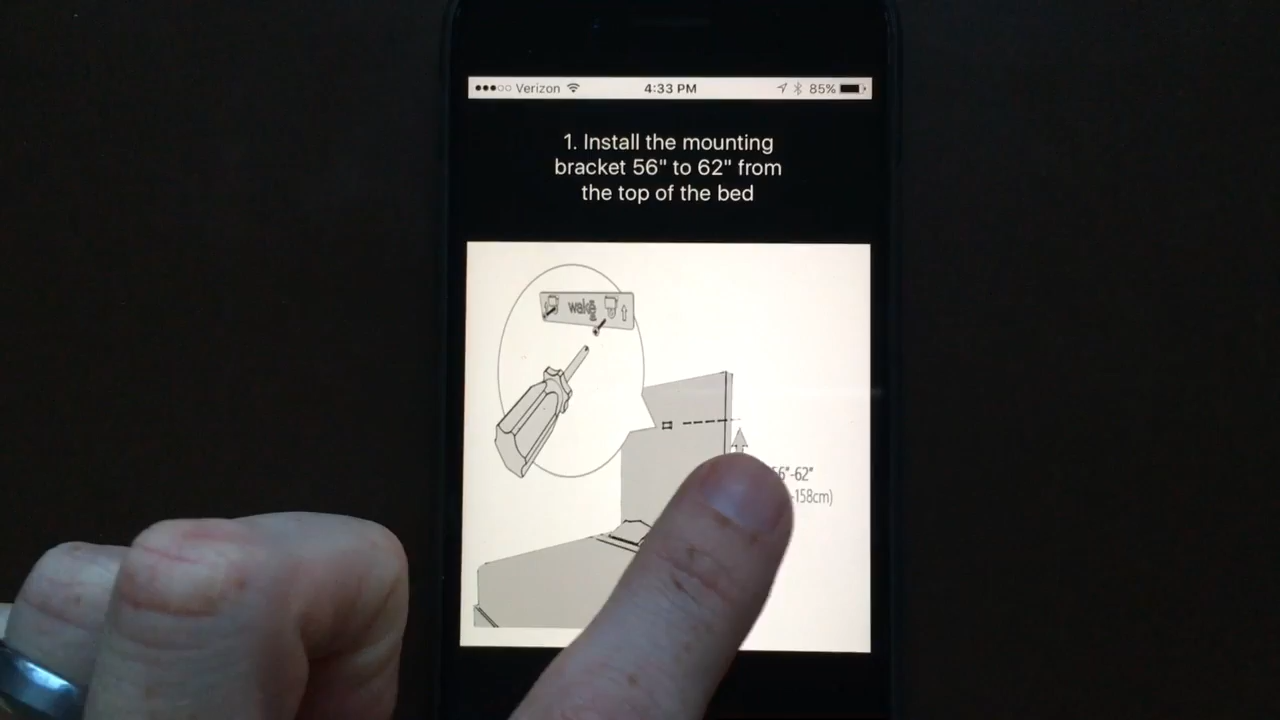 Verizon 4:33 PM 85%
1. Install the mounting
bracket 56" to 62" from
the top of the bed
wake
6"-62"
-158cm)